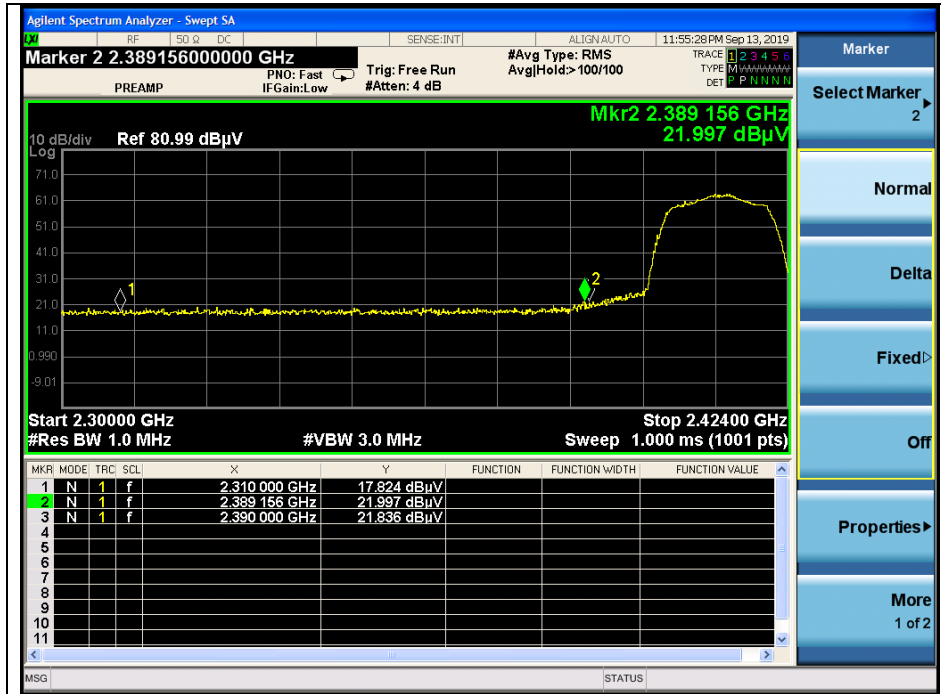 Agilent Spectrum Analyzer - Swept SA
LXI RF 50 Ω DC SENSE:INT ALIGN AUTO 11:55:28 PM Sep 13, 2019
Marker 2 2.389156000000 GHz
PREAMP
PNO: Fast
IFGain:Low
Trig: Free Run
#Atten: 4 dB
#Avg Type: RMS
Avg|Hold:>100/100
TRACE 1 2 3 4 5 6
TYPE M WWWWW
DET P P N N N N
Mkr2 2.389 156 GHz
21.997 dBµV
10 dB/div Ref 80.99 dBµV
Log
71.0
61.0
51.0
41.0
31.0
21.0
11.0
0.990
-9.01
1
2
Start 2.30000 GHz Stop 2.42400 GHz
#Res BW 1.0 MHz #VBW 3.0 MHz Sweep 1.000 ms (1001 pts)
MKR MODE TRC SCL X Y FUNCTION FUNCTION WIDTH FUNCTION VALUE
1 N 1 f 2.310 000 GHz 17.824 dBµV
2 N 1 f 2.389 156 GHz 21.997 dBµV
3 N 1 f 2.390 000 GHz 21.836 dBµV
4
5
6
7
8
9
10
11
MSG STATUS
Marker
Select Marker
2
Normal
Delta
Fixed
Off
Properties
More
1 of 2